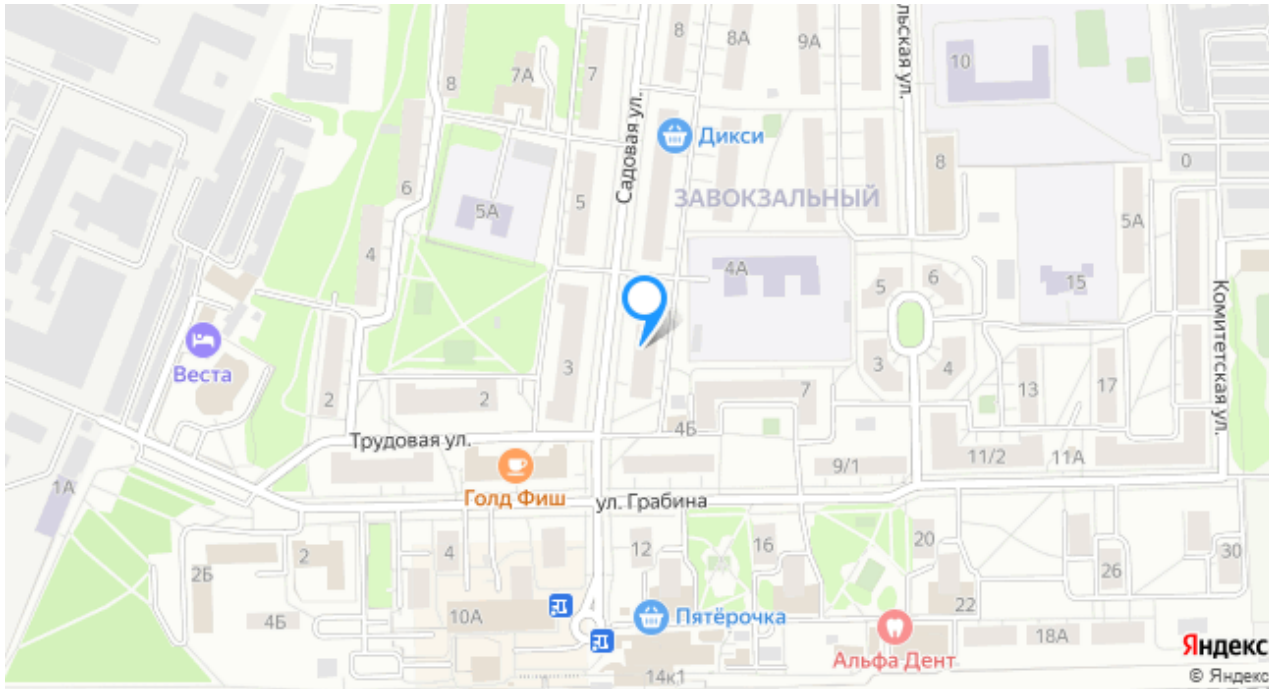 8
8А
9А
льская ул.
10
7А
7
8
Садовая ул.
Дикси
8
0
6
5А
5
ЗАВОКЗАЛЬНЫЙ
5А
4
4А
5
6
15
Комитетская ул.
Веста
3
3
4
2
2
7
13
17
4Б
Трудовая ул.
9/1
11/2
11А
1А
Голд Фиш
ул. Грабина
2Б
2
4
12
16
20
26
30
4Б
10А
Пятёрочка
22
18А
Альфа Дент
14к1
Яндекс
© Яндекс